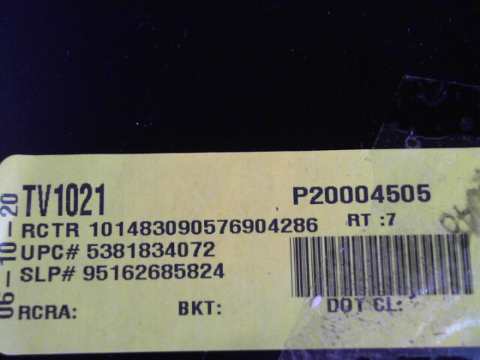 06-10-20
TV1021 P20004505
RCTR 101483090576904286 RT:7
UPC# 5381834072
SLP# 95162685824
RCRA: BKT: DOT CL: